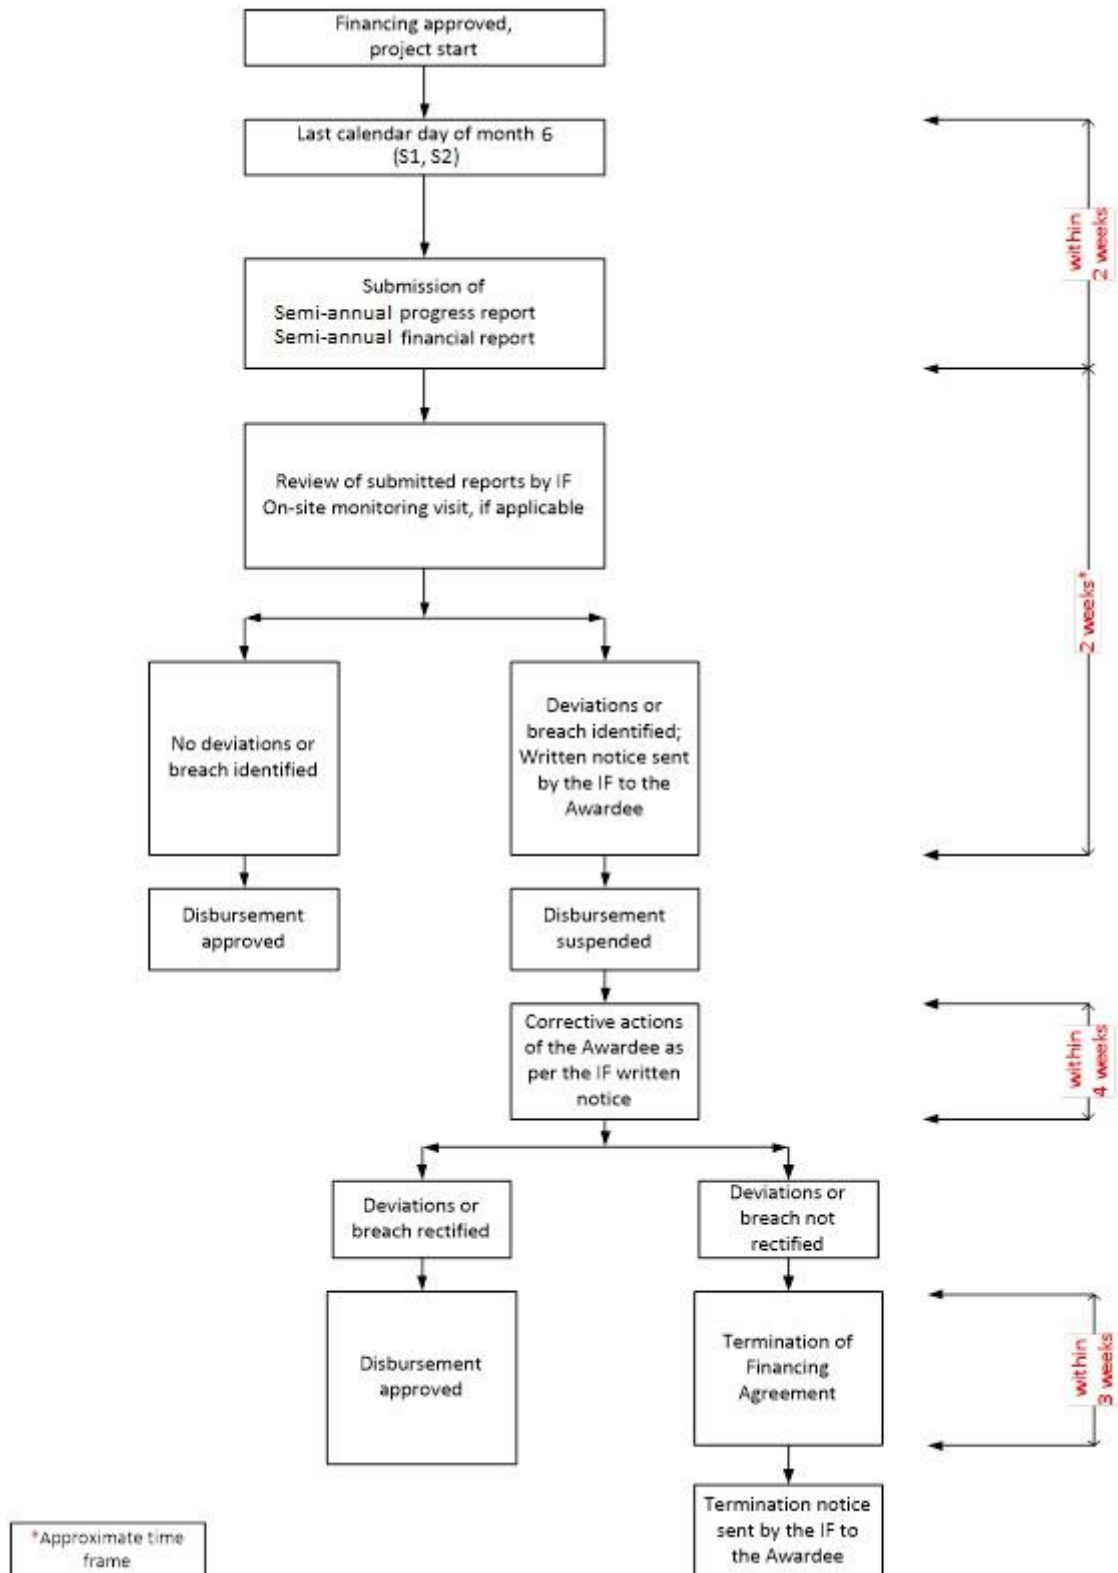 Financing approved,
project start
Last calendar day of month 6
(S1, S2)
within
2 weeks
Submission of
Semi-annual progress report
Semi-annual financial report
Review of submitted reports by IF
On-site monitoring visit, if applicable
2 weeks*
No deviations or
breach identified
Deviations or
breach identified;
Written notice sent
by the IF to the
Awardee
Disbursement
approved
Disbursement
suspended
Corrective actions
of the Awardee as
per the IF written
notice
within
4 weeks
Deviations or
breach rectified
Deviations or
breach not
rectified
Disbursement
approved
Termination of
Financing
Agreement
within
3 weeks
Termination notice
sent by the IF to
the Awardee
*Approximate time
frame